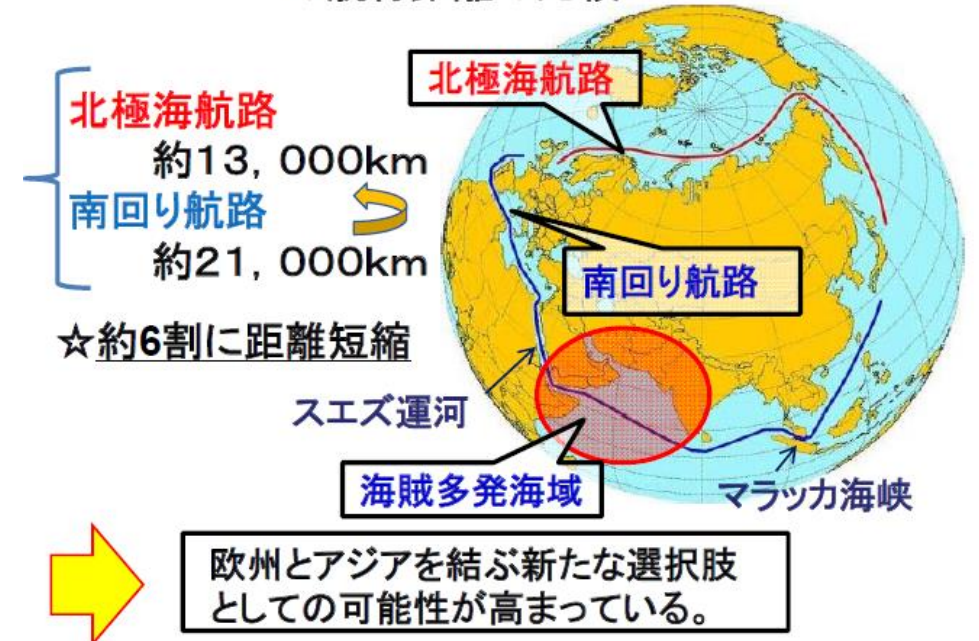 北極海航路
北極海航路
約13，000km
南回り航路
約21，000km
南回り航路
☆約6割に距離短縮
スエズ運河
海賊多発海域
マラッカ海峡
欧州とアジアを結ぶ新たな選択肢
としての可能性が高まっている。